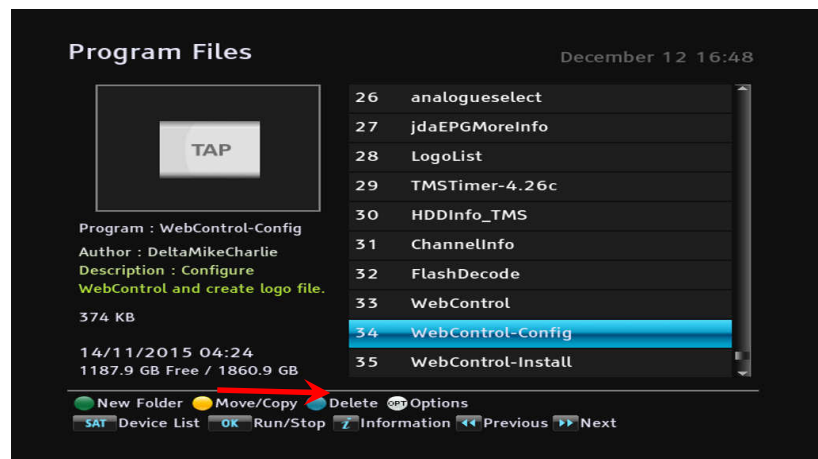 Program Files
December 12 16:48
TAP
Program : WebControl-Config
Author : DeltaMikeCharlie
Description : Configure
WebControl and create logo file.
374 KB
14/11/2015 04:24
1187.9 GB Free / 1860.9 GB
26 analogueselect
27 jdaEPGMoreInfo
28 LogoList
29 TMSTimer-4.26c
30 HDDInfo_TMS
31 ChannelInfo
32 FlashDecode
33 WebControl
34 WebControl-Config
35 WebControl-Install
New Folder Move/Copy Delete OPT Options
SAT Device List OK Run/Stop i Information Previous Next